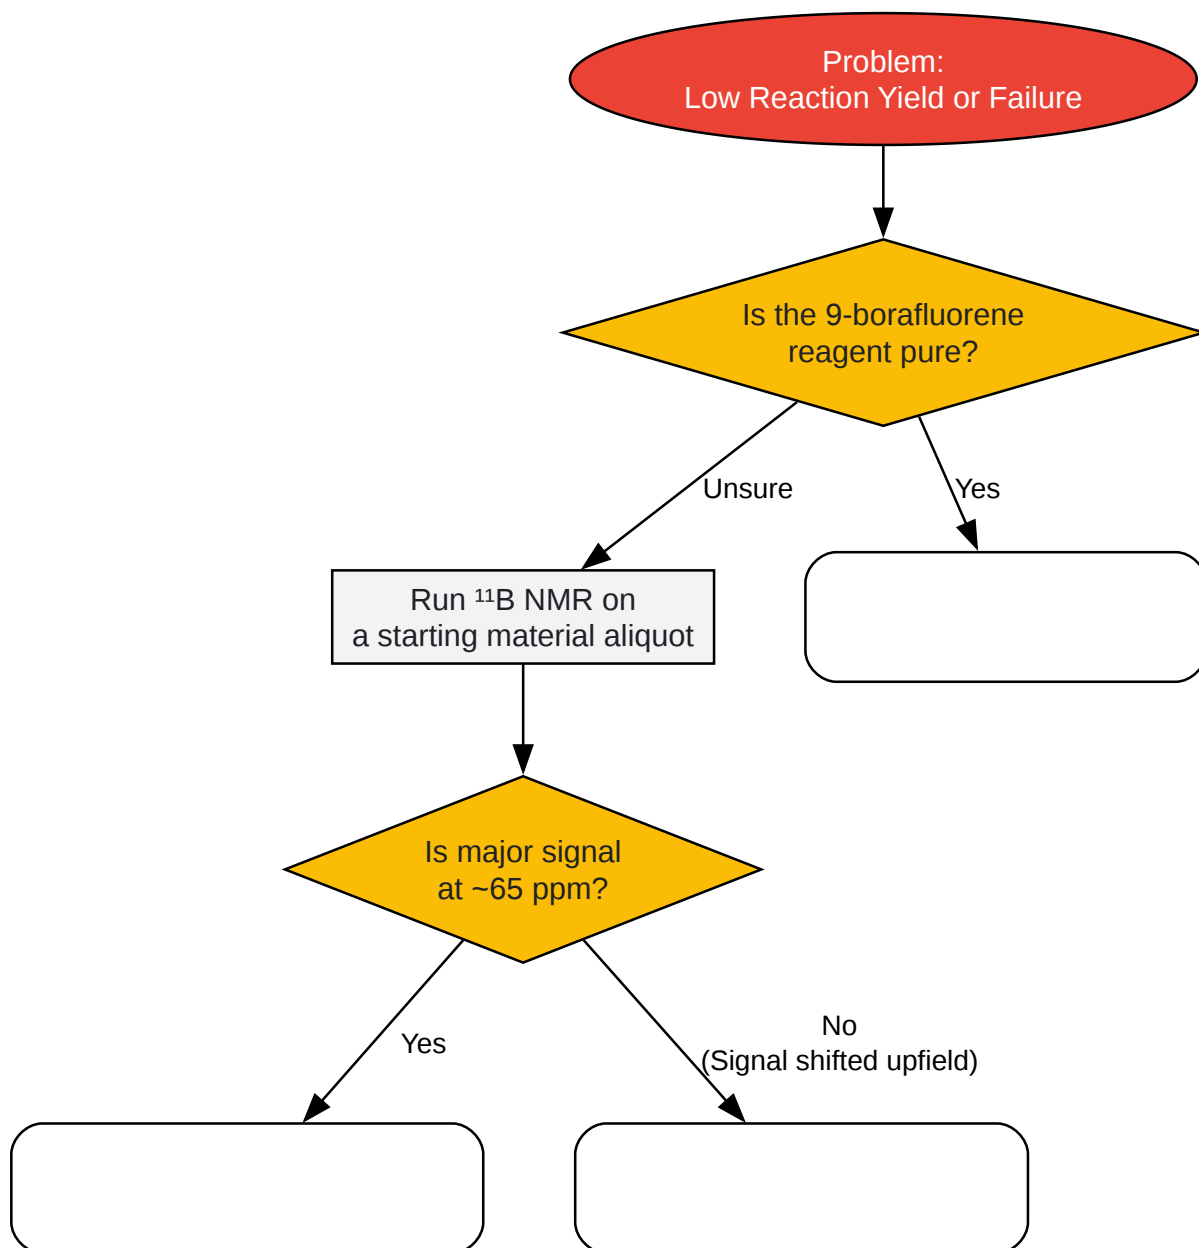 Problem:
Low Reaction Yield or Failure
Is the 9-borafluorene
reagent pure?
Unsure
Yes
Run ¹¹B NMR on
a starting material aliquot
Is major signal
at ~65 ppm?
Yes
No
(Signal shifted upfield)